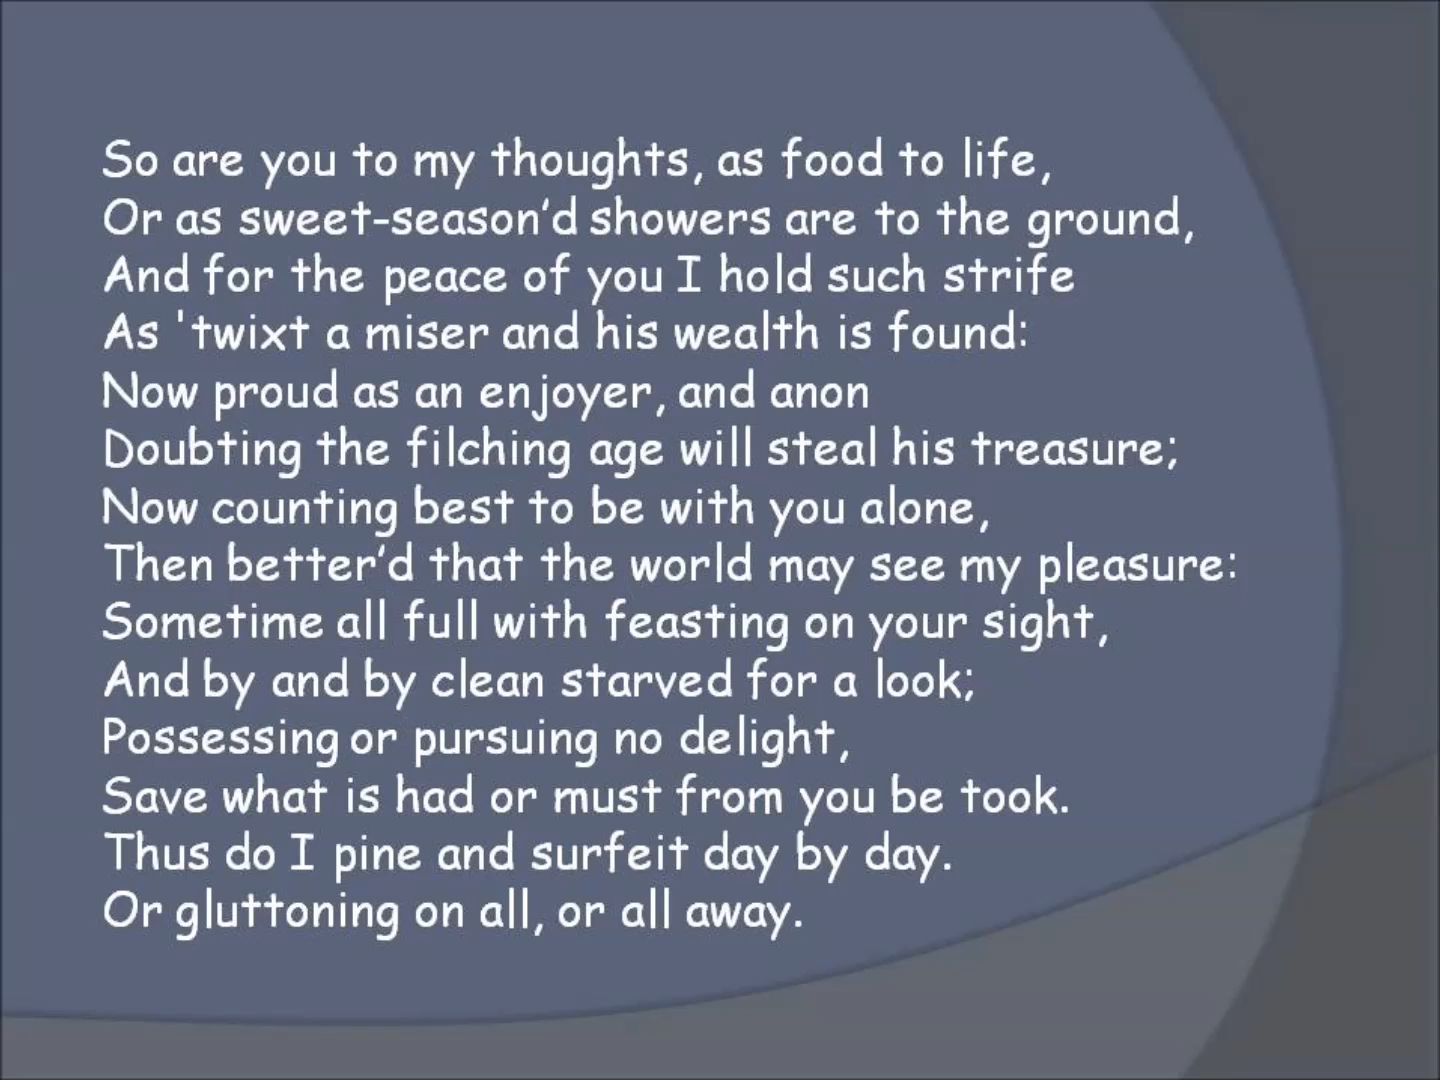 So are you to my thoughts, as food to life,
Or as sweet-season’d showers are to the ground,
And for the peace of you I hold such strife
As 'twixt a miser and his wealth is found:
Now proud as an enjoyer, and anon
Doubting the filching age will steal his treasure;
Now counting best to be with you alone,
Then better’d that the world may see my pleasure:
Sometime all full with feasting on your sight,
And by and by clean starved for a look;
Possessing or pursuing no delight,
Save what is had or must from you be took.
Thus do I pine and surfeit day by day.
Or gluttoning on all, or all away.